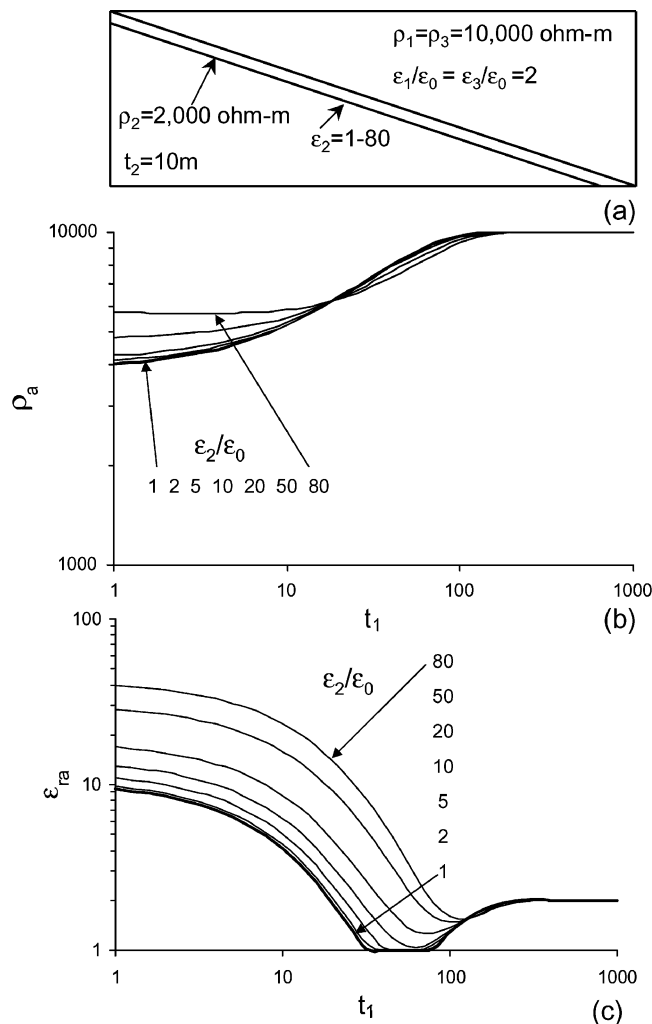 ρ₁=ρ₃=10,000 ohm-m
ε₁/ε₀ = ε₃/ε₀ =2
ρ₂=2,000 ohm-m
ε₂=1-80
t₂=10m
(a)
10000
ρₐ
ε₂/ε₀
1 2 5 10 20 50 80
1000
1 10 100 1000
t₁
(b)
100
ε₂/ε₀
80
50
20
10
5
2
1
10
εᵣₐ
1
1 10 100 1000
t₁
(c)